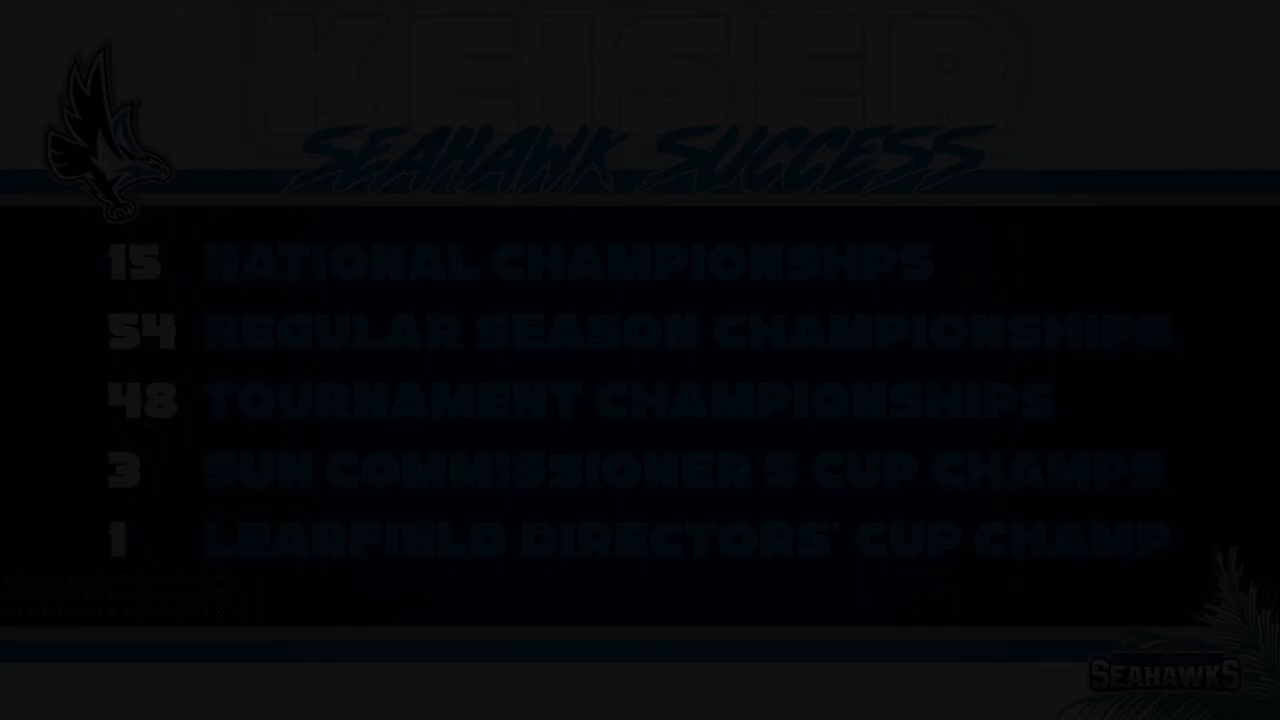 KEISER
SEAHAWK SUCCESS
15 NATIONAL CHAMPIONSHPS
54 REGULAR SEASON CHAMPIONSHIPS
48 TOURNAMENT CHAMPIONSHIPS
3 SUN COMMISSIONER'S CUP CHAMPS
1 LEARFIELD DIRECTORS' CUP CHAMP
SEAHAWKS